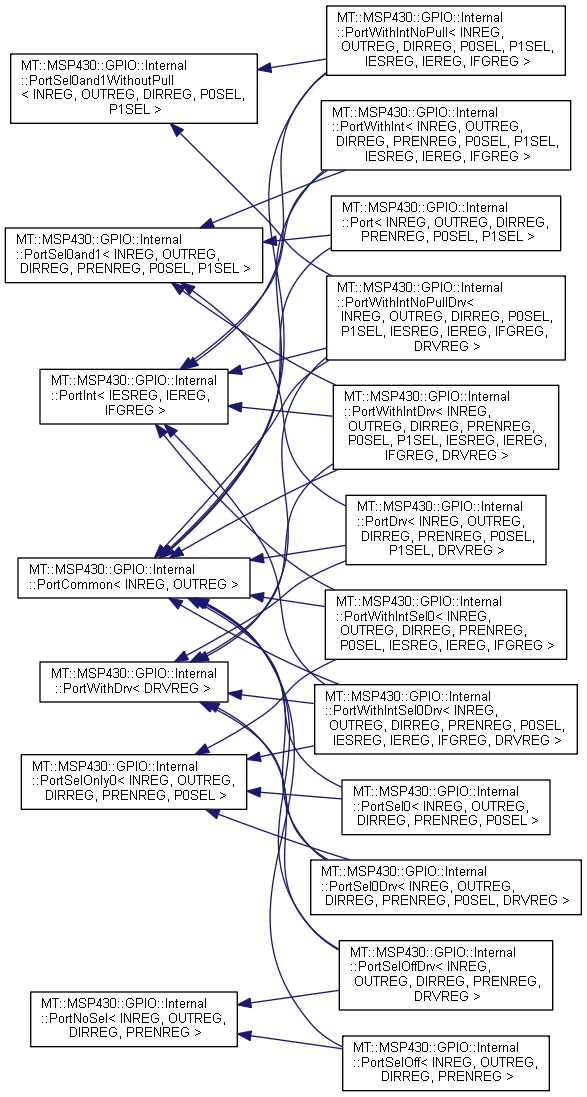 MT::MSP430::GPIO::Internal
::PortSel0and1WithoutPull
< INREG, OUTREG, DIRREG, P0SEL,
P1SEL >
MT::MSP430::GPIO::Internal
::PortSel0and1< INREG, OUTREG,
DIRREG, PRENREG, P0SEL, P1SEL >
MT::MSP430::GPIO::Internal
::PortInt< IESREG, IEREG,
IFGREG >
MT::MSP430::GPIO::Internal
::PortCommon< INREG, OUTREG >
MT::MSP430::GPIO::Internal
::PortWithDrv< DRVREG >
MT::MSP430::GPIO::Internal
::PortSelOnly0< INREG, OUTREG,
DIRREG, PRENREG, P0SEL >
MT::MSP430::GPIO::Internal
::PortNoSel< INREG, OUTREG,
DIRREG, PRENREG >
MT::MSP430::GPIO::Internal
::PortWithIntNoPull< INREG,
OUTREG, DIRREG, P0SEL, P1SEL,
IESREG, IEREG, IFGREG >
MT::MSP430::GPIO::Internal
::PortWithInt< INREG, OUTREG,
DIRREG, PRENREG, P0SEL, P1SEL,
IESREG, IEREG, IFGREG >
MT::MSP430::GPIO::Internal
::Port< INREG, OUTREG, DIRREG,
PRENREG, P0SEL, P1SEL >
MT::MSP430::GPIO::Internal
::PortWithIntNoPullDrv<
INREG, OUTREG, DIRREG, P0SEL,
P1SEL, IESREG, IEREG, IFGREG,
DRVREG >
MT::MSP430::GPIO::Internal
::PortWithIntDrv< INREG,
OUTREG, DIRREG, PRENREG,
P0SEL, P1SEL, IESREG, IEREG,
IFGREG, DRVREG >
MT::MSP430::GPIO::Internal
::PortDrv< INREG, OUTREG,
DIRREG, PRENREG, P0SEL,
P1SEL, DRVREG >
MT::MSP430::GPIO::Internal
::PortWithIntSel0< INREG,
OUTREG, DIRREG, PRENREG,
P0SEL, IESREG, IEREG, IFGREG >
MT::MSP430::GPIO::Internal
::PortWithIntSel0Drv< INREG,
OUTREG, DIRREG, PRENREG, P0SEL,
IESREG, IEREG, IFGREG, DRVREG >
MT::MSP430::GPIO::Internal
::PortSel0< INREG, OUTREG,
DIRREG, PRENREG, P0SEL >
MT::MSP430::GPIO::Internal
::PortSel0Drv< INREG, OUTREG,
DIRREG, PRENREG, P0SEL, DRVREG >
MT::MSP430::GPIO::Internal
::PortSelOffDrv< INREG,
OUTREG, DIRREG, PRENREG,
DRVREG >
MT::MSP430::GPIO::Internal
::PortSelOff< INREG, OUTREG,
DIRREG, PRENREG >